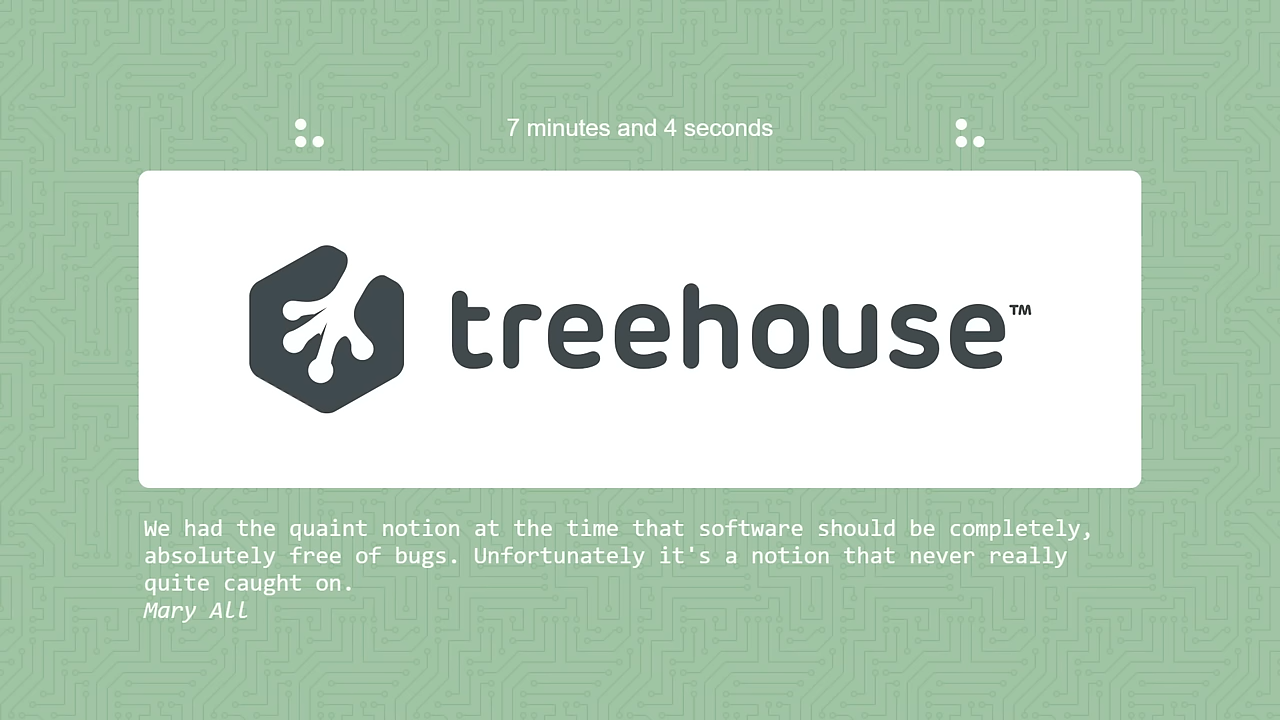 7 minutes and 4 seconds
treehouse™
We had the quaint notion at the time that software should be completely,
absolutely free of bugs. Unfortunately it's a notion that never really
quite caught on.
Mary All